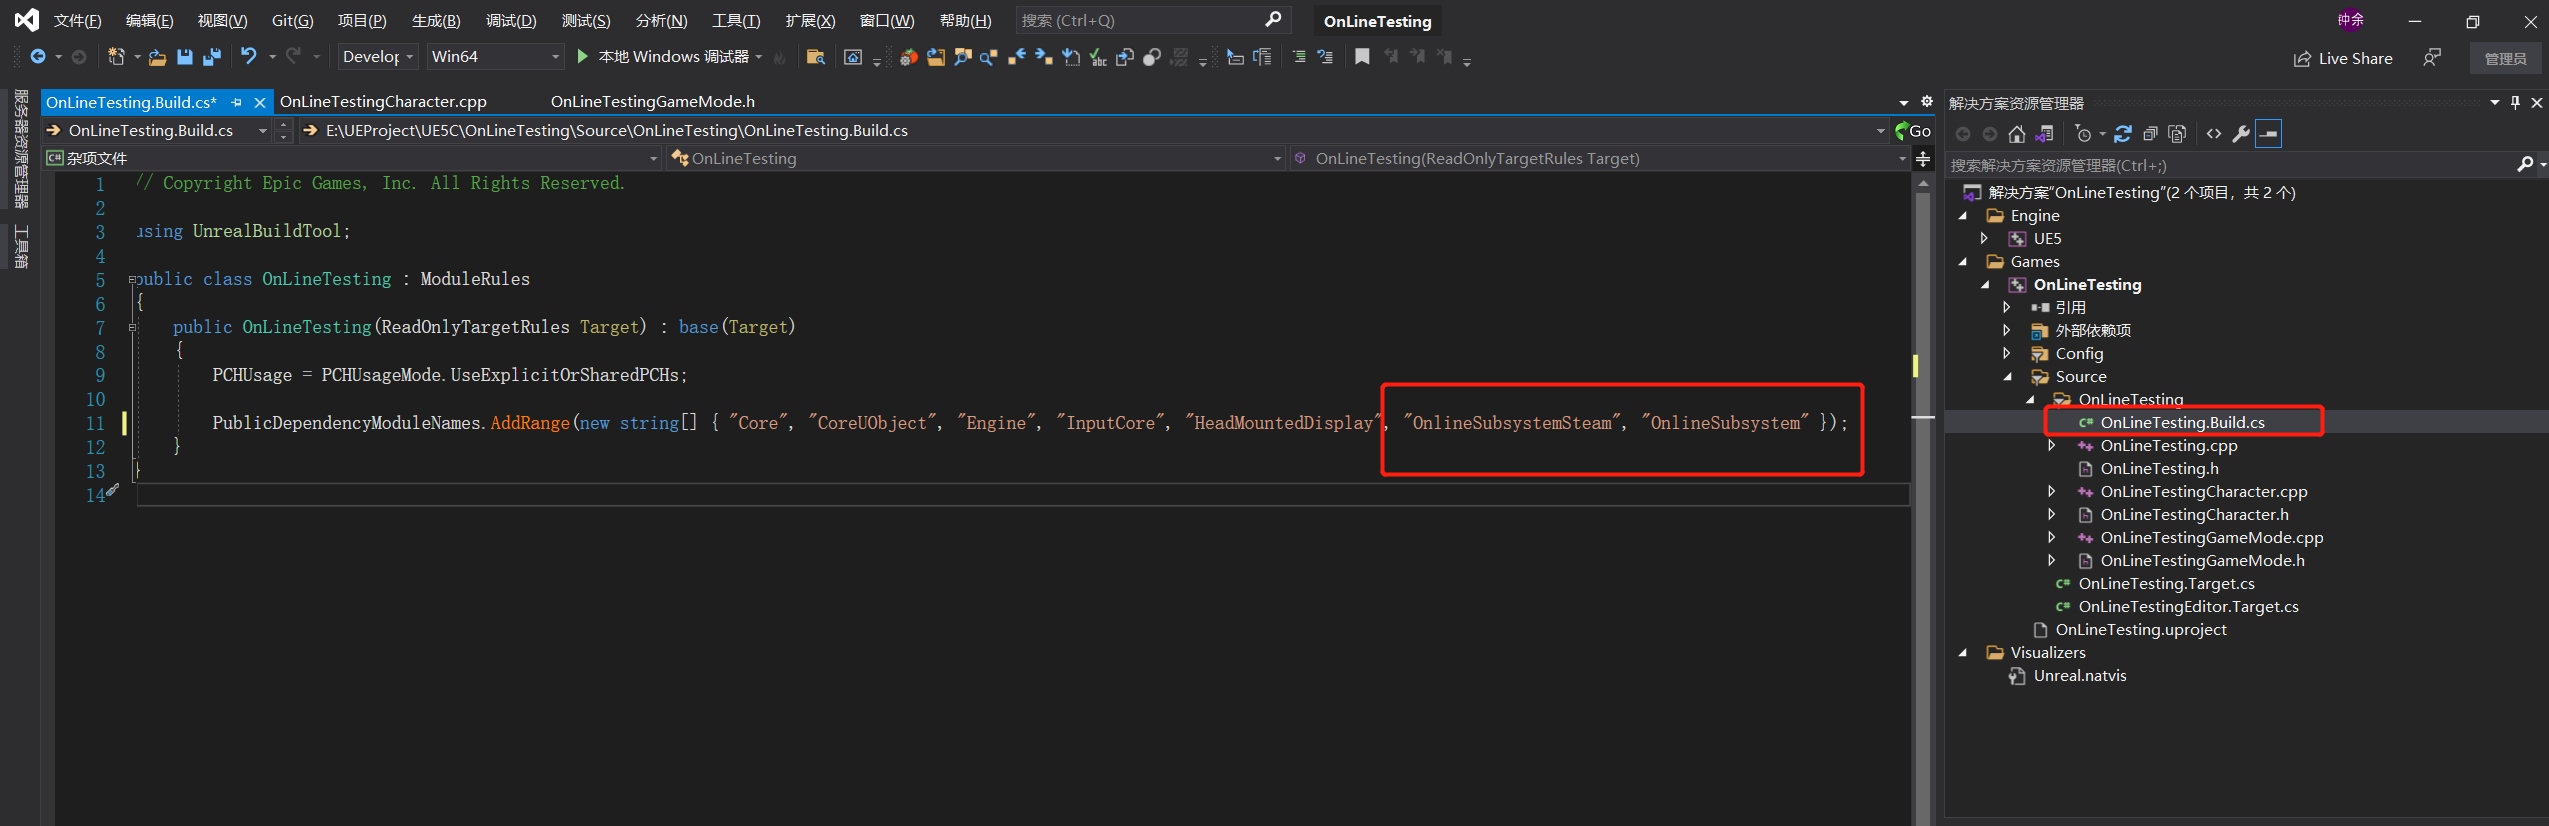 文件(F) 编辑(E) 视图(V) Git(G) 项目(P) 生成(B) 调试(D) 测试(S) 分析(N) 工具(T) 扩展(X) 窗口(W) 帮助(H) 搜索 (Ctrl+Q) OnLineTesting 钟余
Develop Win64 本地 Windows 调试器 Live Share 管理员
服务器资源管理器
工具箱
OnLineTesting.Build.cs* OnLineTestingCharacter.cpp OnLineTestingGameMode.h
OnLineTesting.Build.cs E:\UEProject\UE5C\OnLineTesting\Source\OnLineTesting\OnLineTesting.Build.cs Go
杂项文件 OnLineTesting OnLineTesting(ReadOnlyTargetRules Target)
1 // Copyright Epic Games, Inc. All Rights Reserved.
2
3 using UnrealBuildTool;
4
5 public class OnLineTesting : ModuleRules
6 {
7 public OnLineTesting(ReadOnlyTargetRules Target) : base(Target)
8 {
9 PCHUsage = PCHUsageMode.UseExplicitOrSharedPCHs;
10
11 PublicDependencyModuleNames.AddRange(new string[] { "Core", "CoreUObject", "Engine", "InputCore", "HeadMountedDisplay", "OnlineSubsystemSteam", "OnlineSubsystem" });
12 }
13 }
14
解决方案资源管理器
搜索解决方案资源管理器(Ctrl+;)
解决方案"OnLineTesting"(2 个项目, 共 2 个)
Engine
UE5
Games
OnLineTesting
引用
外部依赖项
Config
Source
OnLineTesting
OnLineTesting.Build.cs
OnLineTesting.cpp
OnLineTesting.h
OnLineTestingCharacter.cpp
OnLineTestingCharacter.h
OnLineTestingGameMode.cpp
OnLineTestingGameMode.h
OnLineTesting.Target.cs
OnLineTestingEditor.Target.cs
OnLineTesting.uproject
Visualizers
Unreal.natvis